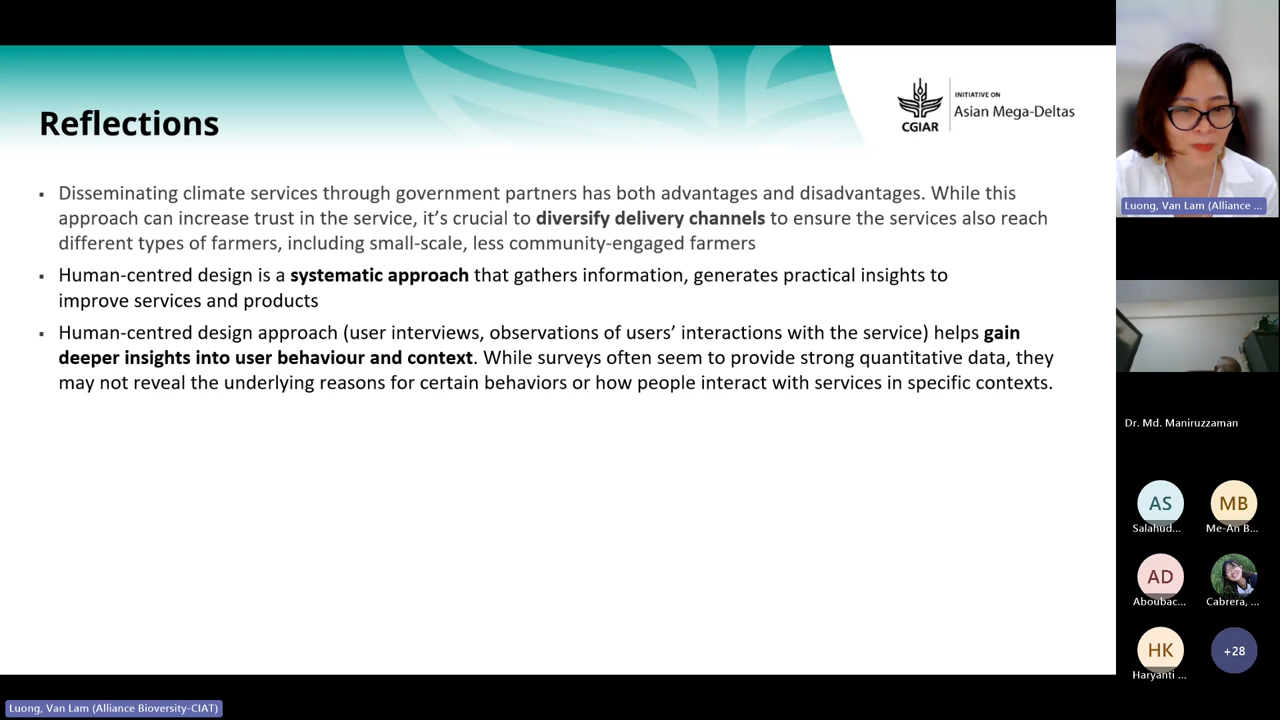 Reflections
CGIAR
INITIATIVE ON
Asian Mega-Deltas
▪ Disseminating climate services through government partners has both advantages and disadvantages. While this
approach can increase trust in the service, it’s crucial to diversify delivery channels to ensure the services also reach
different types of farmers, including small-scale, less community-engaged farmers
▪ Human-centred design is a systematic approach that gathers information, generates practical insights to
improve services and products
▪ Human-centred design approach (user interviews, observations of users’ interactions with the service) helps gain
deeper insights into user behaviour and context. While surveys often seem to provide strong quantitative data, they
may not reveal the underlying reasons for certain behaviors or how people interact with services in specific contexts.
Luong, Van Lam (Alliance ...
Dr. Md. Maniruzzaman
AS
MB
Salahud...
Me-An B...
AD
Aboubac...
Cabrera, ...
HK
+28
Haryanti ...
Luong, Van Lam (Alliance Bioversity-CIAT)